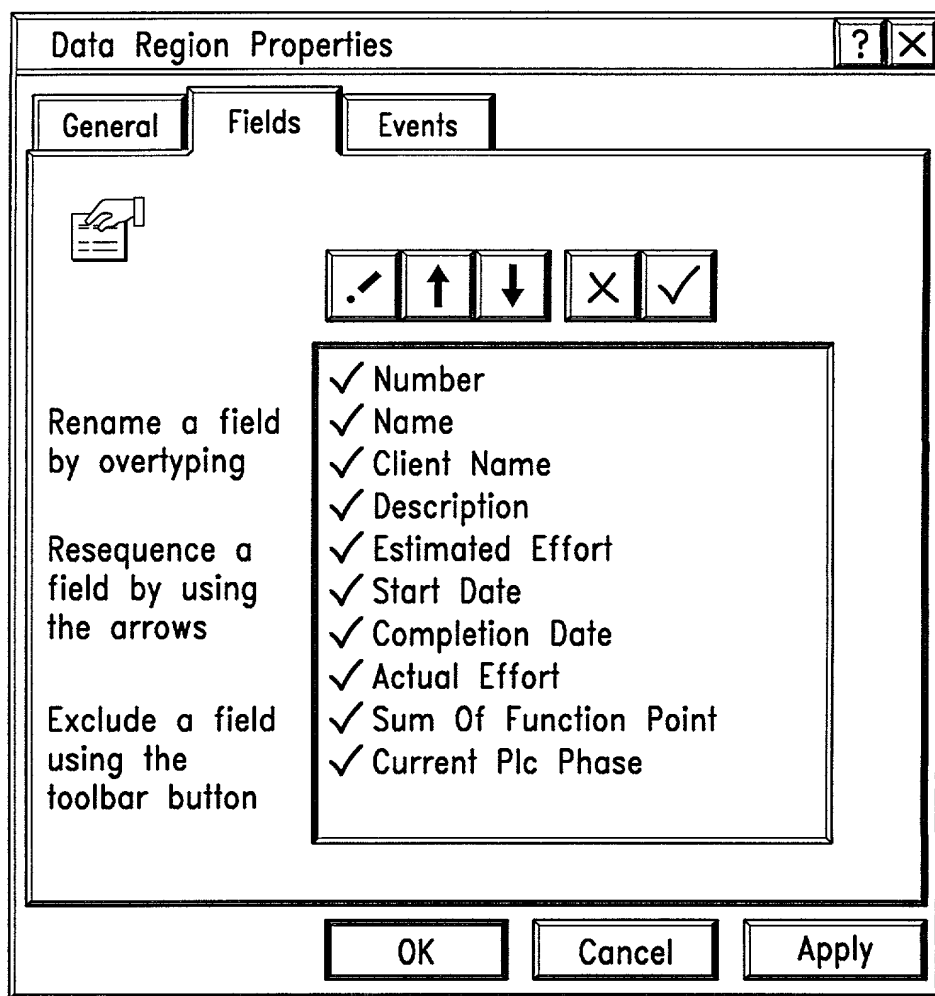 Data Region Properties
?
General
Fields
Events
Rename a field
by overtyping
Resequence a
field by using
the arrows
Exclude a field
using the
toolbar button
Number
Name
Client Name
Description
Estimated Effort
Start Date
Completion Date
Actual Effort
Sum Of Function Point
Current Plc Phase
OK
Cancel
Apply